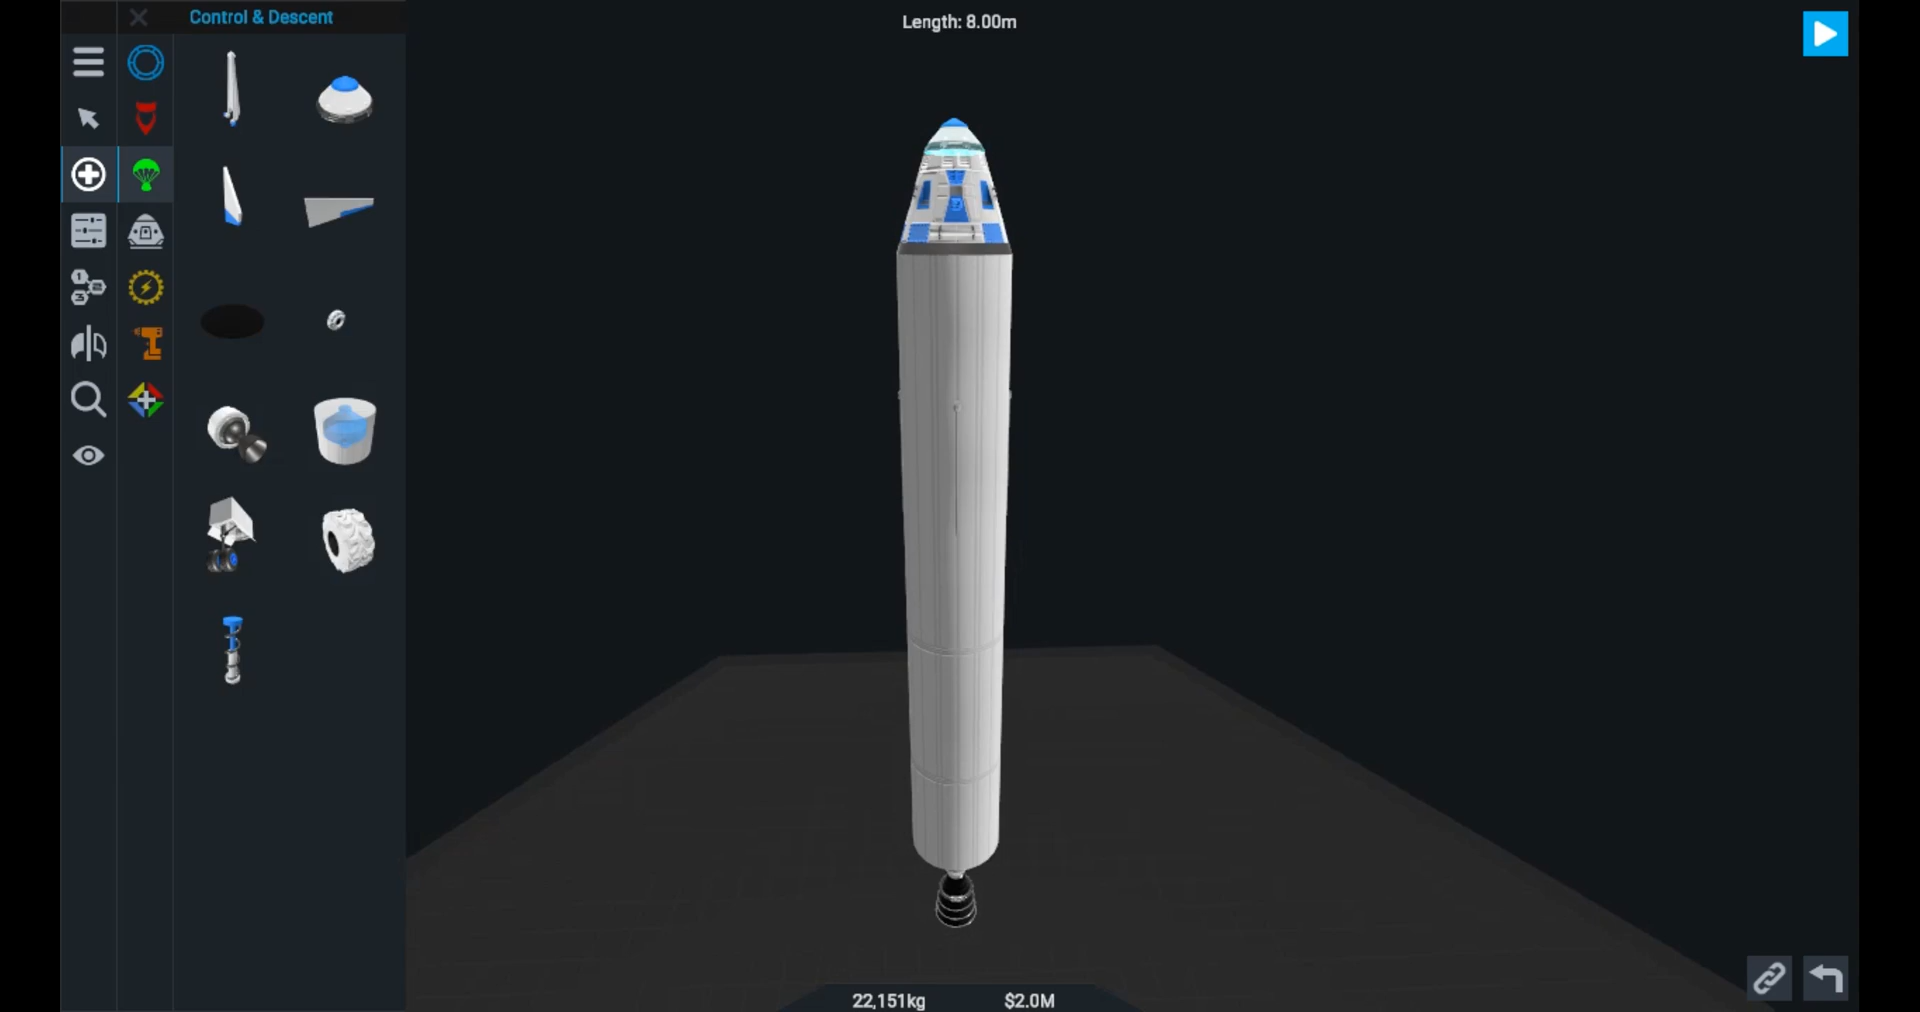 Control & Descent
Length: 8.00m
22,151kg
$2.0M